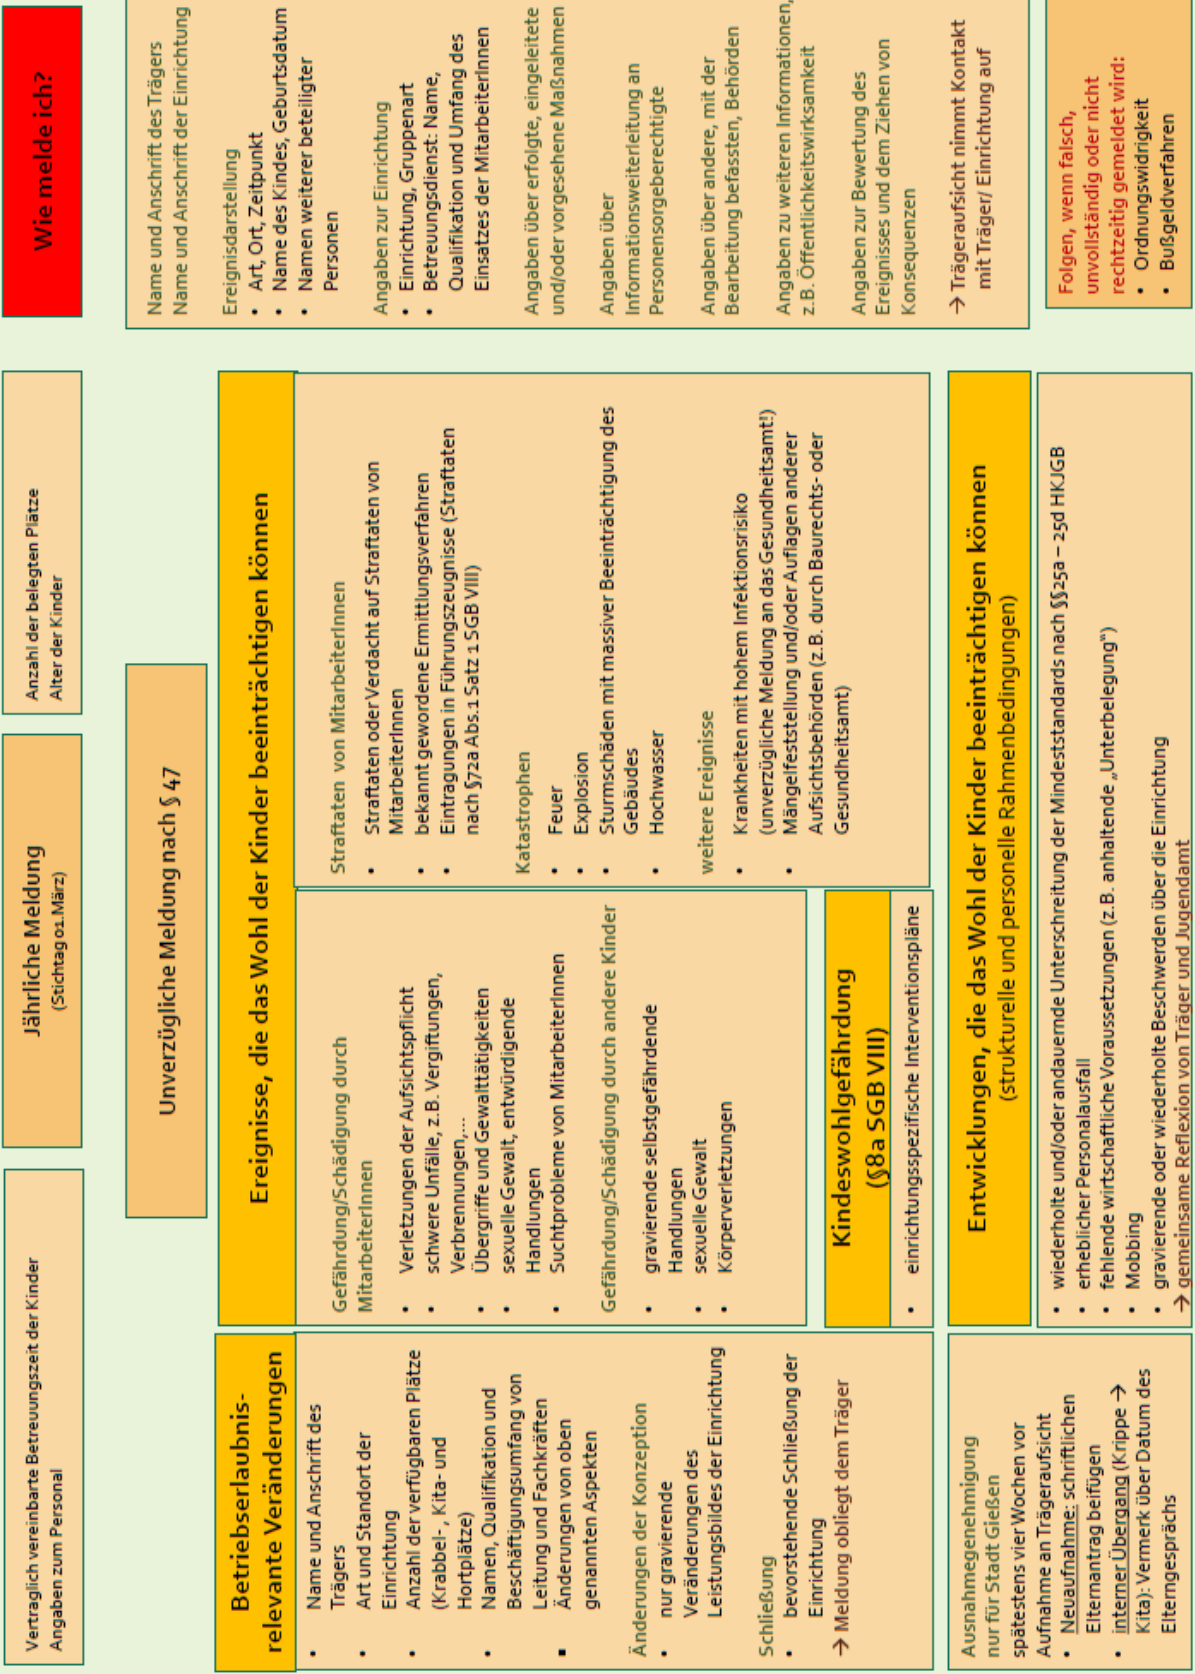 Vertraglich vereinbarte Betreuungszeit der Kinder
Angaben zum Personal
Jährliche Meldung
(Stichtag 01.März)
Anzahl der belegten Plätze
Alter der Kinder
Wie melde ich?
Unverzügliche Meldung nach § 47
Betriebserlaubnis-
relevante Veränderungen
• Name und Anschrift des
Trägers
• Art und Standort der
Einrichtung
• Anzahl der verfügbaren Plätze
(Krabbel-, Kita- und
Hortplätze)
• Namen, Qualifikation und
Beschäftigungsumfang von
Leitung und Fachkräften
▪ Änderungen von oben
genannten Aspekten
Änderungen der Konzeption
• nur gravierende
Veränderungen des
Leistungsbildes der Einrichtung
Schließung
• bevorstehende Schließung der
Einrichtung
→ Meldung obliegt dem Träger
Ereignisse, die das Wohl der Kinder beeinträchtigen können
Gefährdung/Schädigung durch
MitarbeiterInnen
• Verletzungen der Aufsichtspflicht
• schwere Unfälle, z.B. Vergiftungen,
Verbrennungen,...
• Übergriffe und Gewalttätigkeiten
• sexuelle Gewalt, entwürdigende
Handlungen
• Suchtprobleme von MitarbeiterInnen
Gefährdung/Schädigung durch andere Kinder
• gravierende selbstgefährdende
Handlungen
• sexuelle Gewalt
• Körperverletzungen
Straftaten von MitarbeiterInnen
• Straftaten oder Verdacht auf Straftaten von
MitarbeiterInnen
• bekannt gewordene Ermittlungsverfahren
• Eintragungen in Führungszeugnisse (Straftaten
nach §72a Abs.1 Satz 1 SGB VIII)
Katastrophen
• Feuer
• Explosion
• Sturmschäden mit massiver Beeinträchtigung des
Gebäudes
• Hochwasser
weitere Ereignisse
• Krankheiten mit hohem Infektionsrisiko
(unverzügliche Meldung an das Gesundheitsamt!)
• Mängelfeststellung und/oder Auflagen anderer
Aufsichtsbehörden (z.B. durch Baurechts- oder
Gesundheitsamt)
Kindeswohlgefährdung
(§8a SGB VIII)
• einrichtungsspezifische Interventionspläne
Ausnahmegenehmigung
nur für Stadt Gießen
spätestens vier Wochen vor
Aufnahme an Trägeraufsicht
• Neuaufnahme: schriftlichen
Elternantrag beifügen
• interner Übergang (Krippe →
Kita): Vermerk über Datum des
Elterngesprächs
Entwicklungen, die das Wohl der Kinder beeinträchtigen können
(strukturelle und personelle Rahmenbedingungen)
• wiederholte und/oder andauernde Unterschreitung der Mindeststandards nach §§25a – 25d HKJGB
• erheblicher Personalausfall
• fehlende wirtschaftliche Voraussetzungen (z.B. anhaltende „Unterbelegung“)
• Mobbing
• gravierende oder wiederholte Beschwerden über die Einrichtung
→ gemeinsame Reflexion von Träger und Jugendamt
Name und Anschrift des Trägers
Name und Anschrift der Einrichtung
Ereignisdarstellung
• Art, Ort, Zeitpunkt
• Name des Kindes, Geburtsdatum
• Namen weiterer beteiligter
Personen
Angaben zur Einrichtung
• Einrichtung, Gruppenart
• Betreuungsdienst: Name,
Qualifikation und Umfang des
Einsatzes der MitarbeiterInnen
Angaben über erfolgte, eingeleitete
und/oder vorgesehene Maßnahmen
Angaben über
Informationsweiterleitung an
Personensorgeberechtigte
Angaben über andere, mit der
Bearbeitung befassten, Behörden
Angaben zu weiteren Informationen,
z.B. Öffentlichkeitswirksamkeit
Angaben zur Bewertung des
Ereignisses und dem Ziehen von
Konsequenzen
→ Trägeraufsicht nimmt Kontakt
mit Träger/ Einrichtung auf
Folgen, wenn falsch,
unvollständig oder nicht
rechtzeitig gemeldet wird:
• Ordnungswidrigkeit
• Bußgeldverfahren